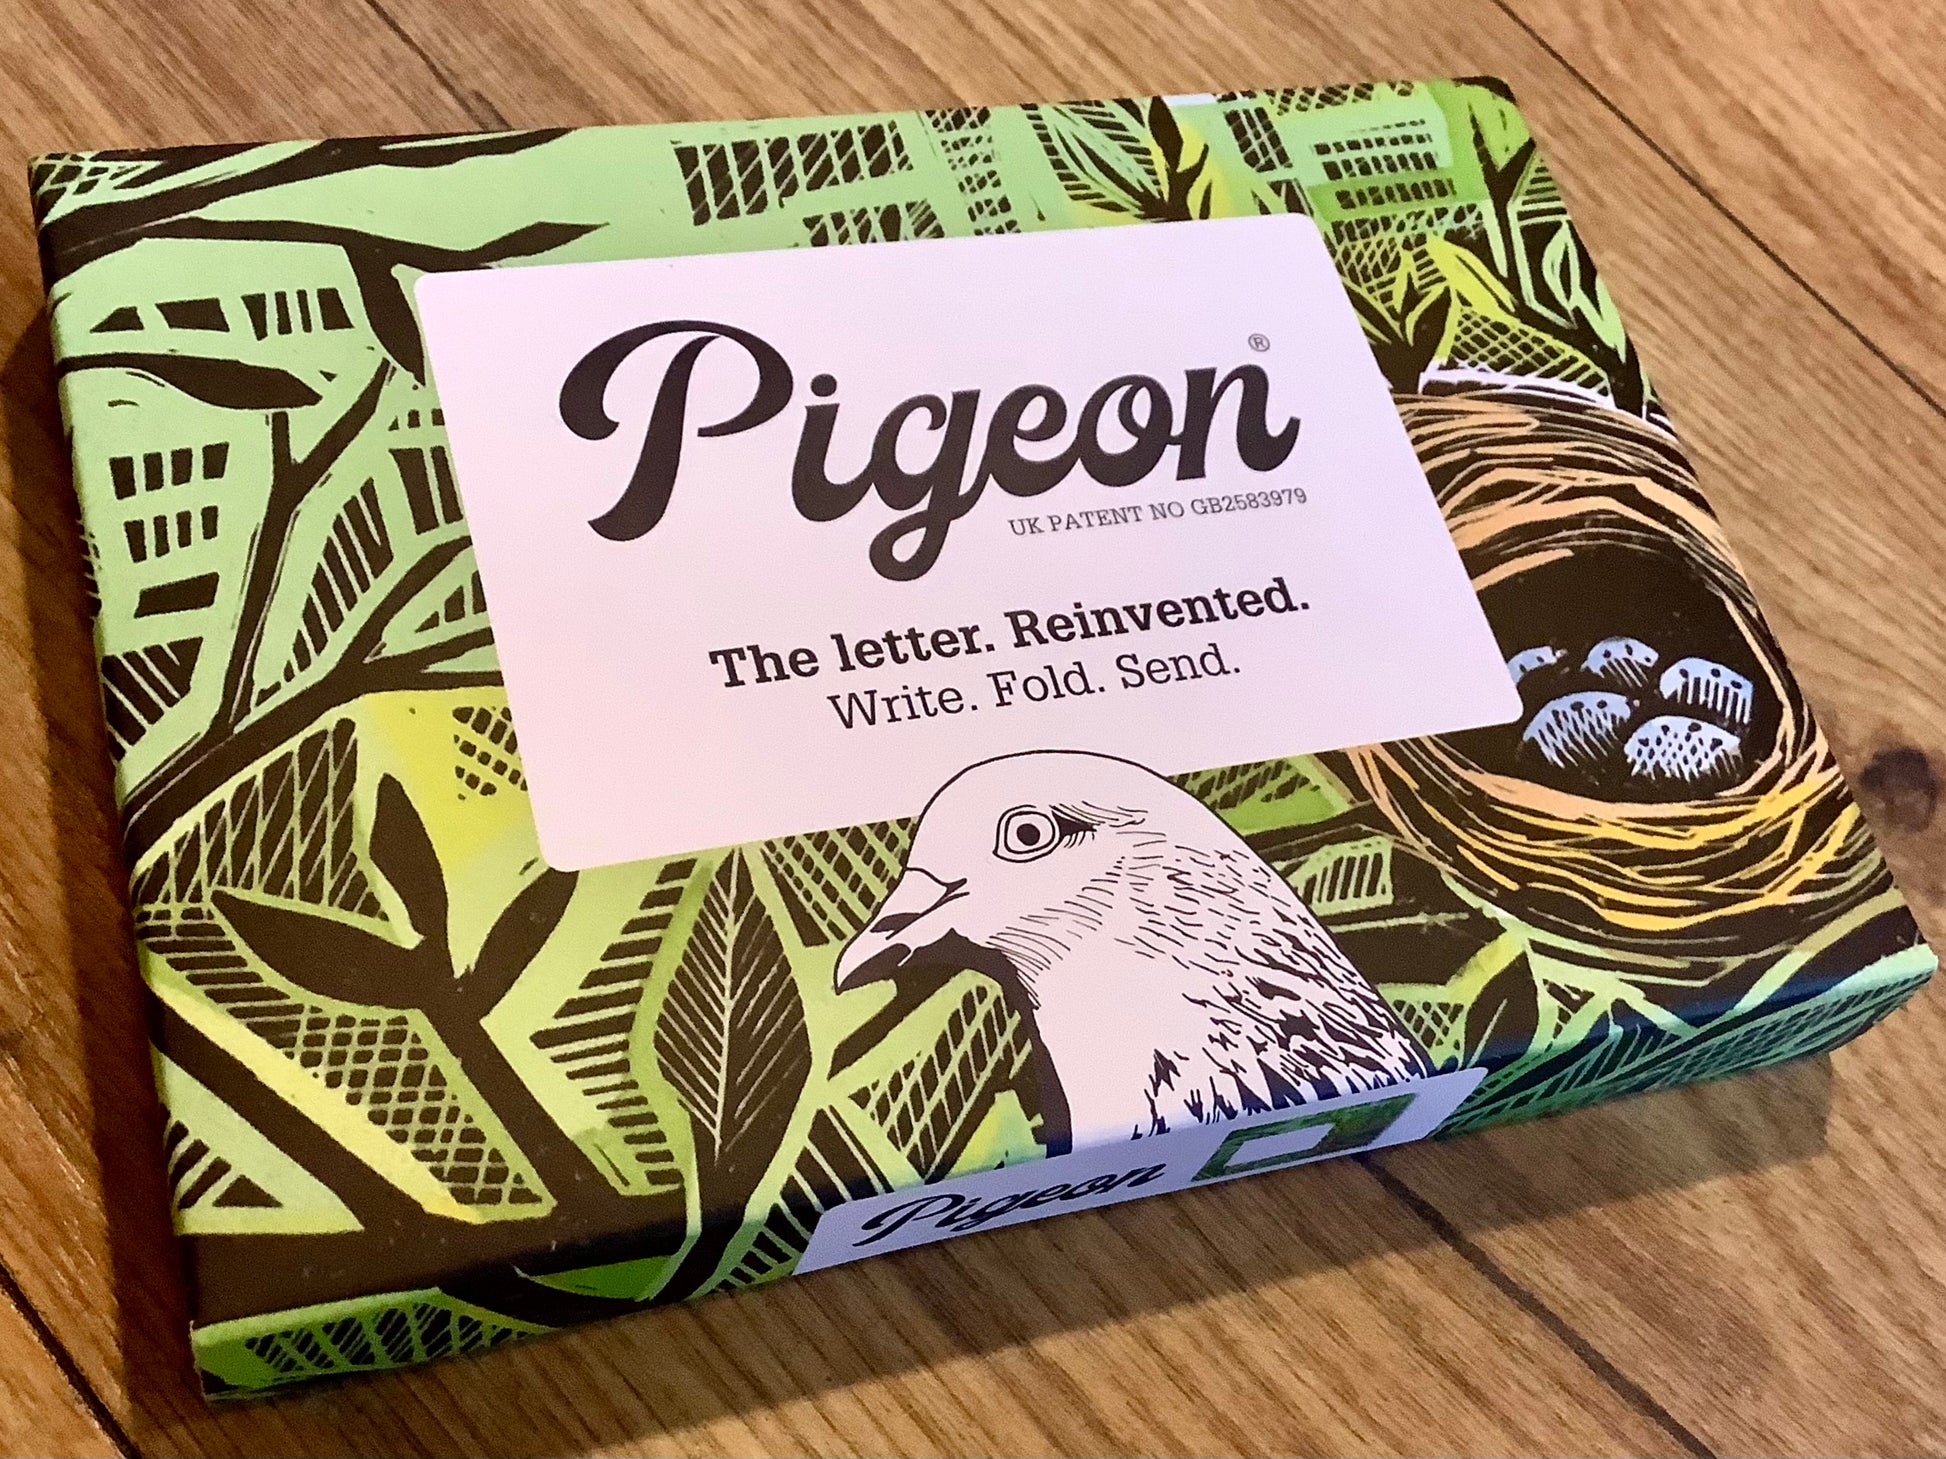 Pigeon®
UK PATENT NO GB2583979
The letter. Reinvented.
Write. Fold. Send.
Pigeon